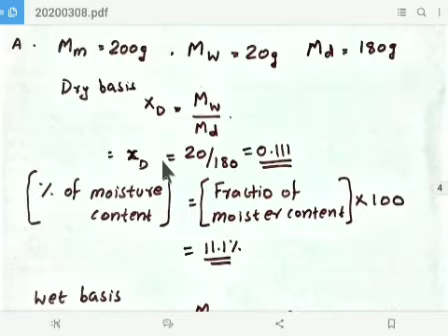 20200308.pdf
A. Mm = 200g . Mw = 20g Md = 180g
Dry basis
XD = Mw / Md
= XD = 20/180 = 0.111
[% of moisture content] = [Fractio of moister content] × 100
= 11.1%
4
Wet basis
M